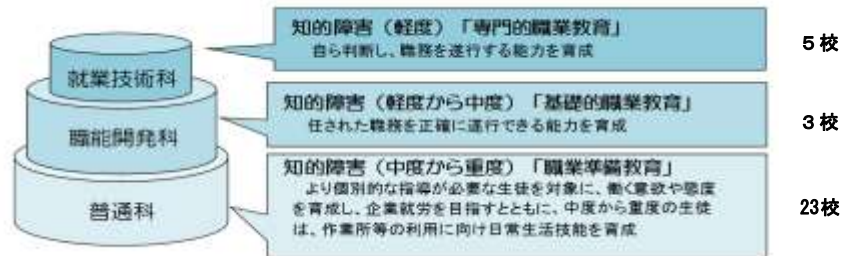 知的障害（軽度）「専門的職業教育」
自ら判断し、職務を遂行する能力を育成
5校
就業技術科
知的障害（軽度から中度）「基礎的職業教育」
任された職務を正確に遂行できる能力を育成
3校
職能開発科
知的障害（中度から重度）「職業準備教育」
より個別的な指導が必要な生徒を対象に、働く意欲や態度
を育成し、企業就労を目指すとともに、中度から重度の生徒
は、作業所等の利用に向け日常生活技能を育成
23校
普通科